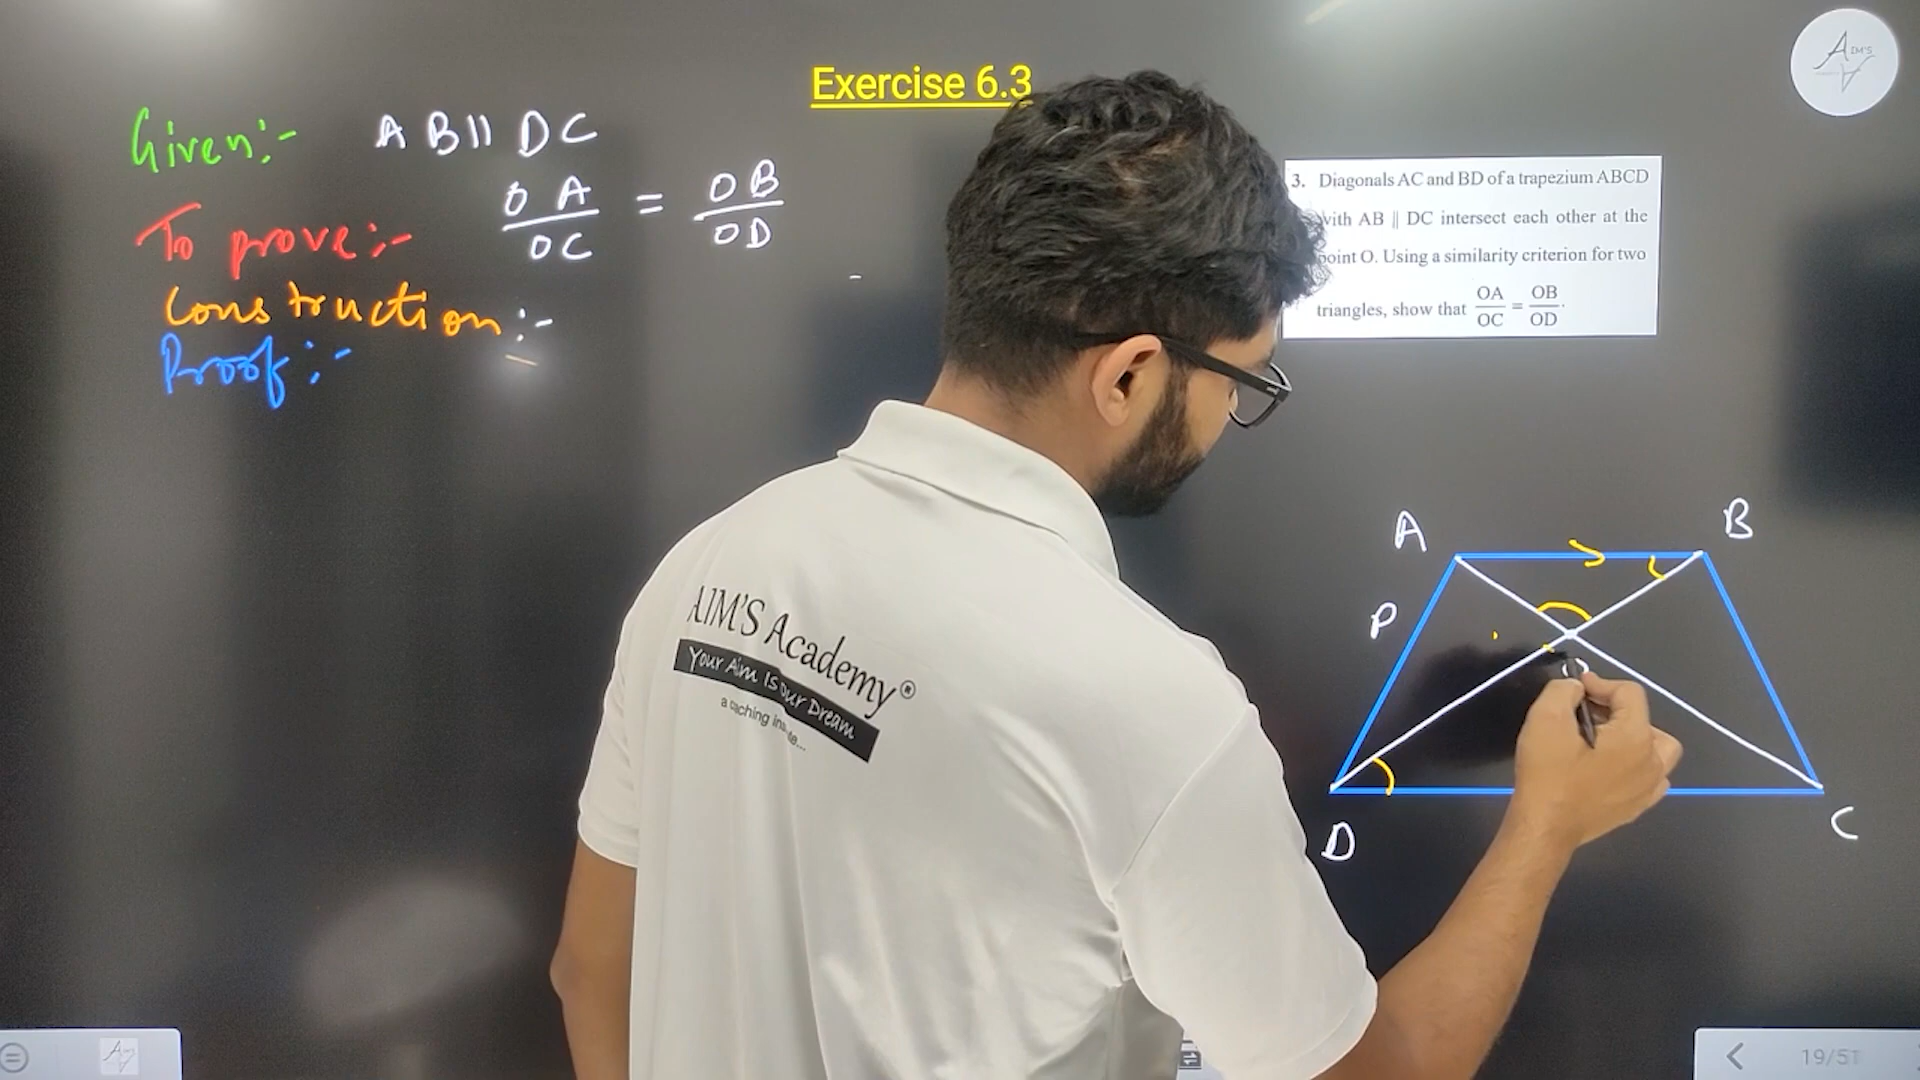 Exercise 6.3
Given:- AB || DC
To prove:- OA/OC = OB/OD
Construction:-
Proof:-
3. Diagonals AC and BD of a trapezium ABCD
with AB || DC intersect each other at the
point O. Using a similarity criterion for two
triangles, show that OA/OC = OB/OD.
A B
P
D C
AIM'S Academy®
Your Aim Is our Dream
AIM'S
19/51